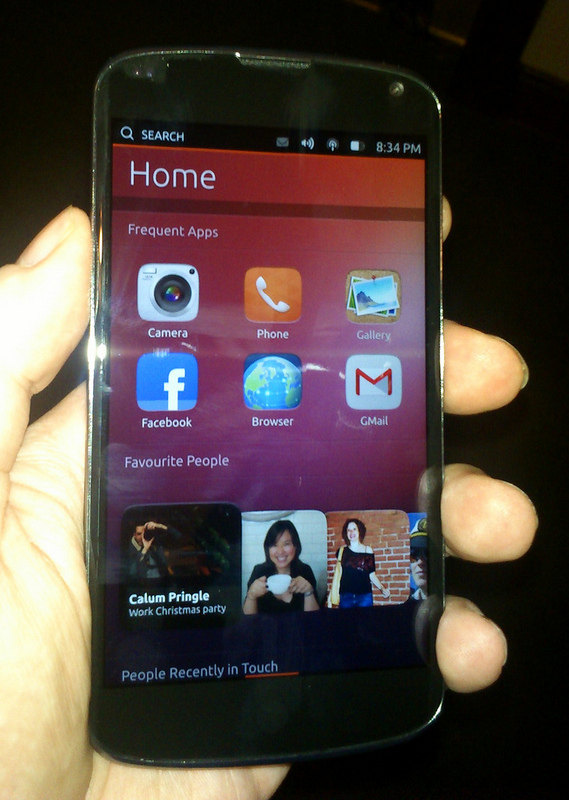 SEARCH 8:34 PM
Home
Frequent Apps
Camera Phone Gallery
Facebook Browser GMail
Favourite People
Calum Pringle
Work Christmas party
People Recently in Touch